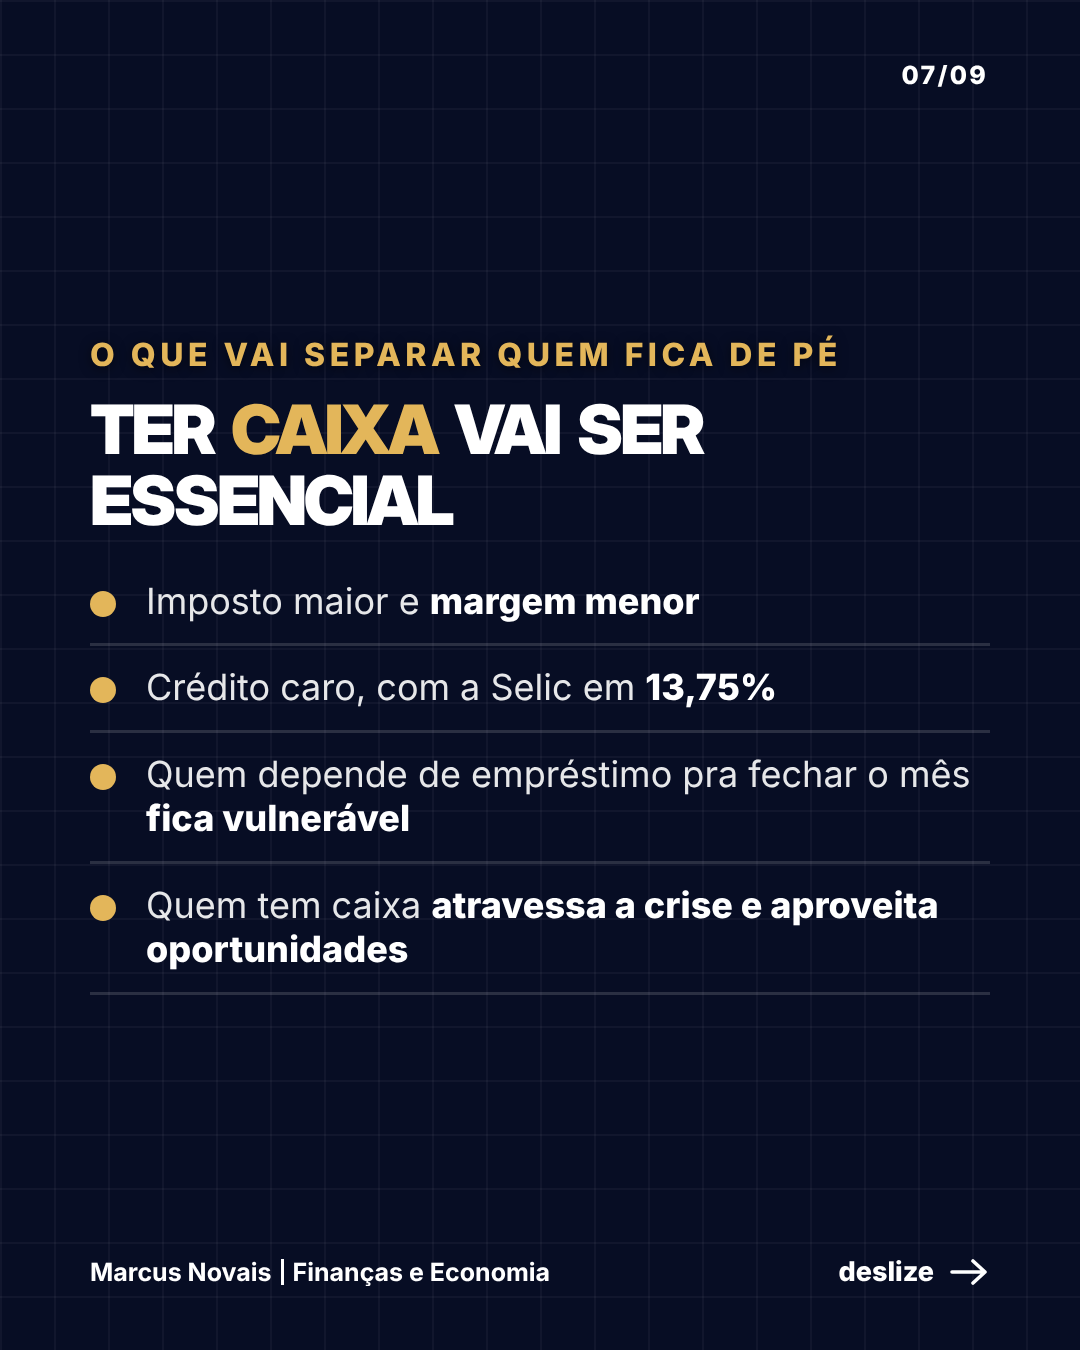 07/09
O QUE VAI SEPARAR QUEM FICA DE PÉ
TER CAIXA VAI SER
ESSENCIAL
Imposto maior e margem menor
Crédito caro, com a Selic em 13,75%
Quem depende de empréstimo pra fechar o mês
fica vulnerável
Quem tem caixa atravessa a crise e aproveita
oportunidades
Marcus Novais | Finanças e Economia
deslize →